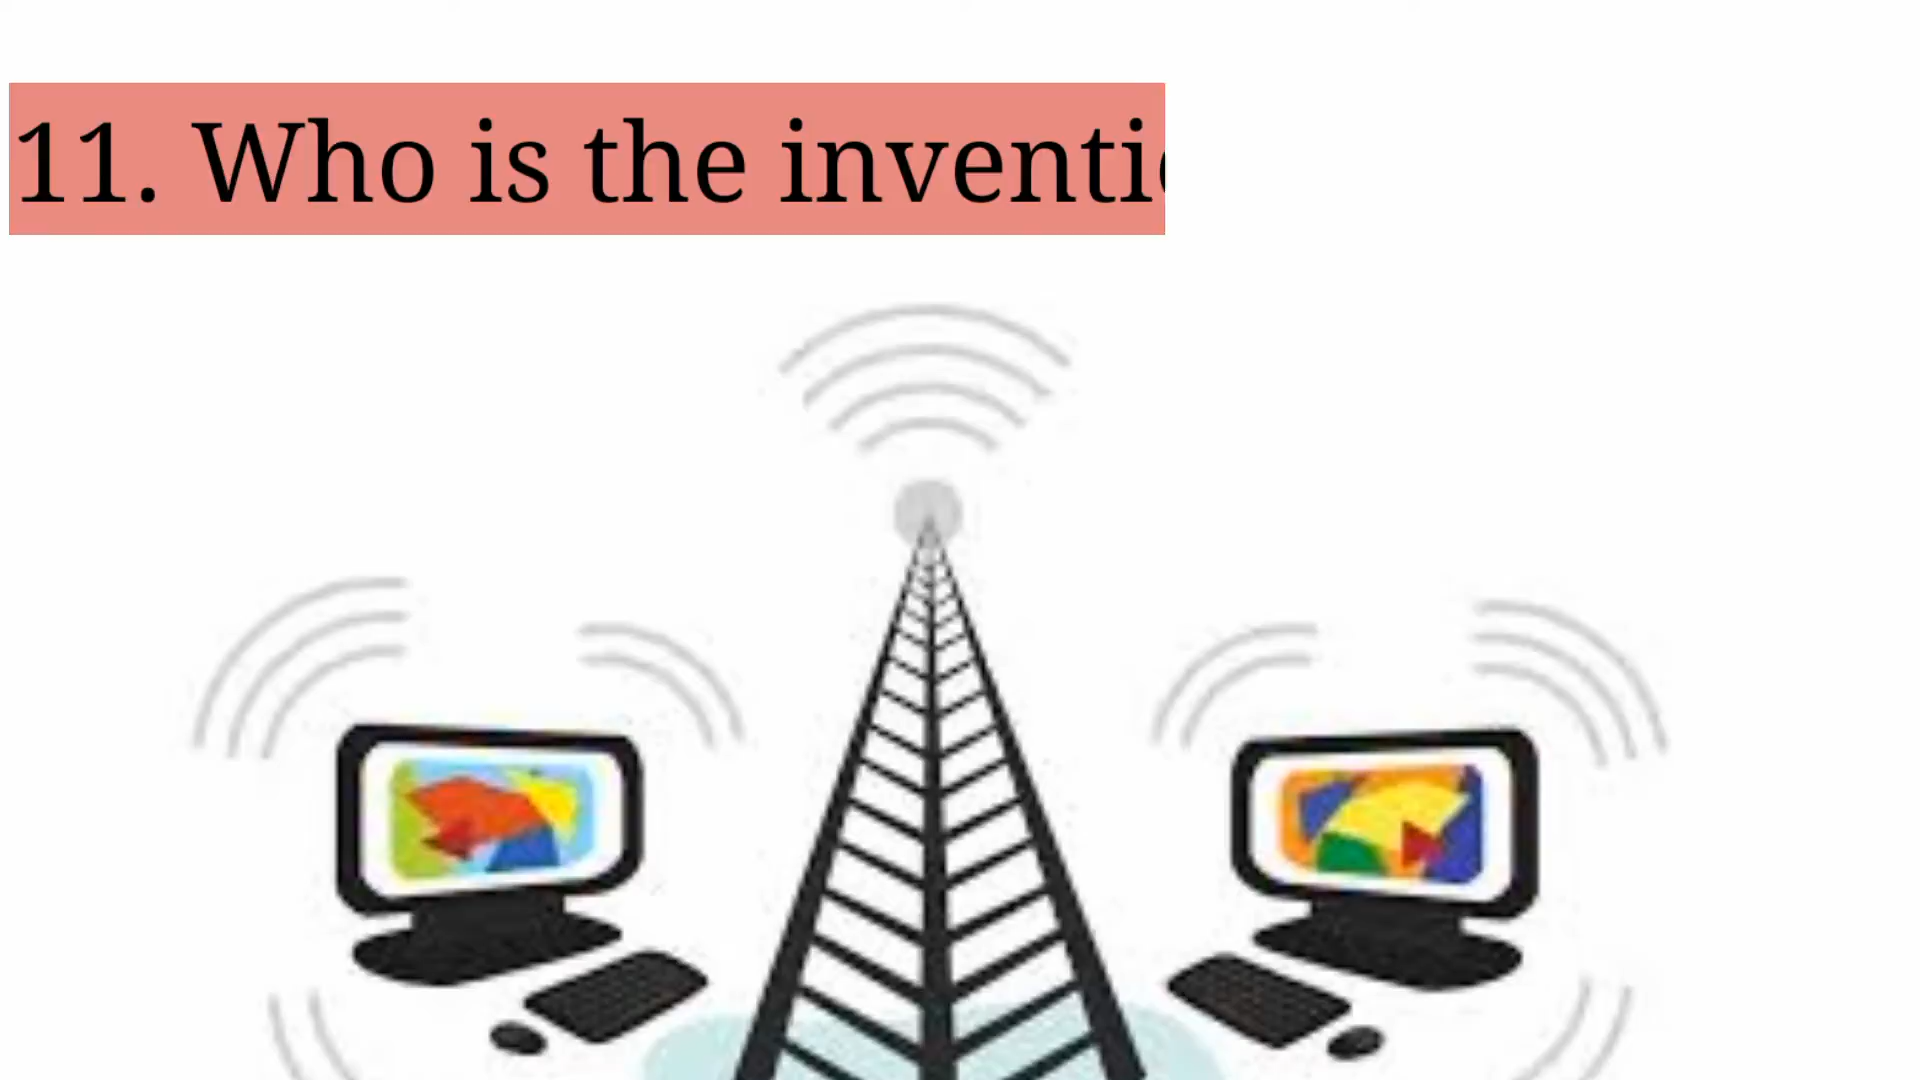 11. Who is the inventi